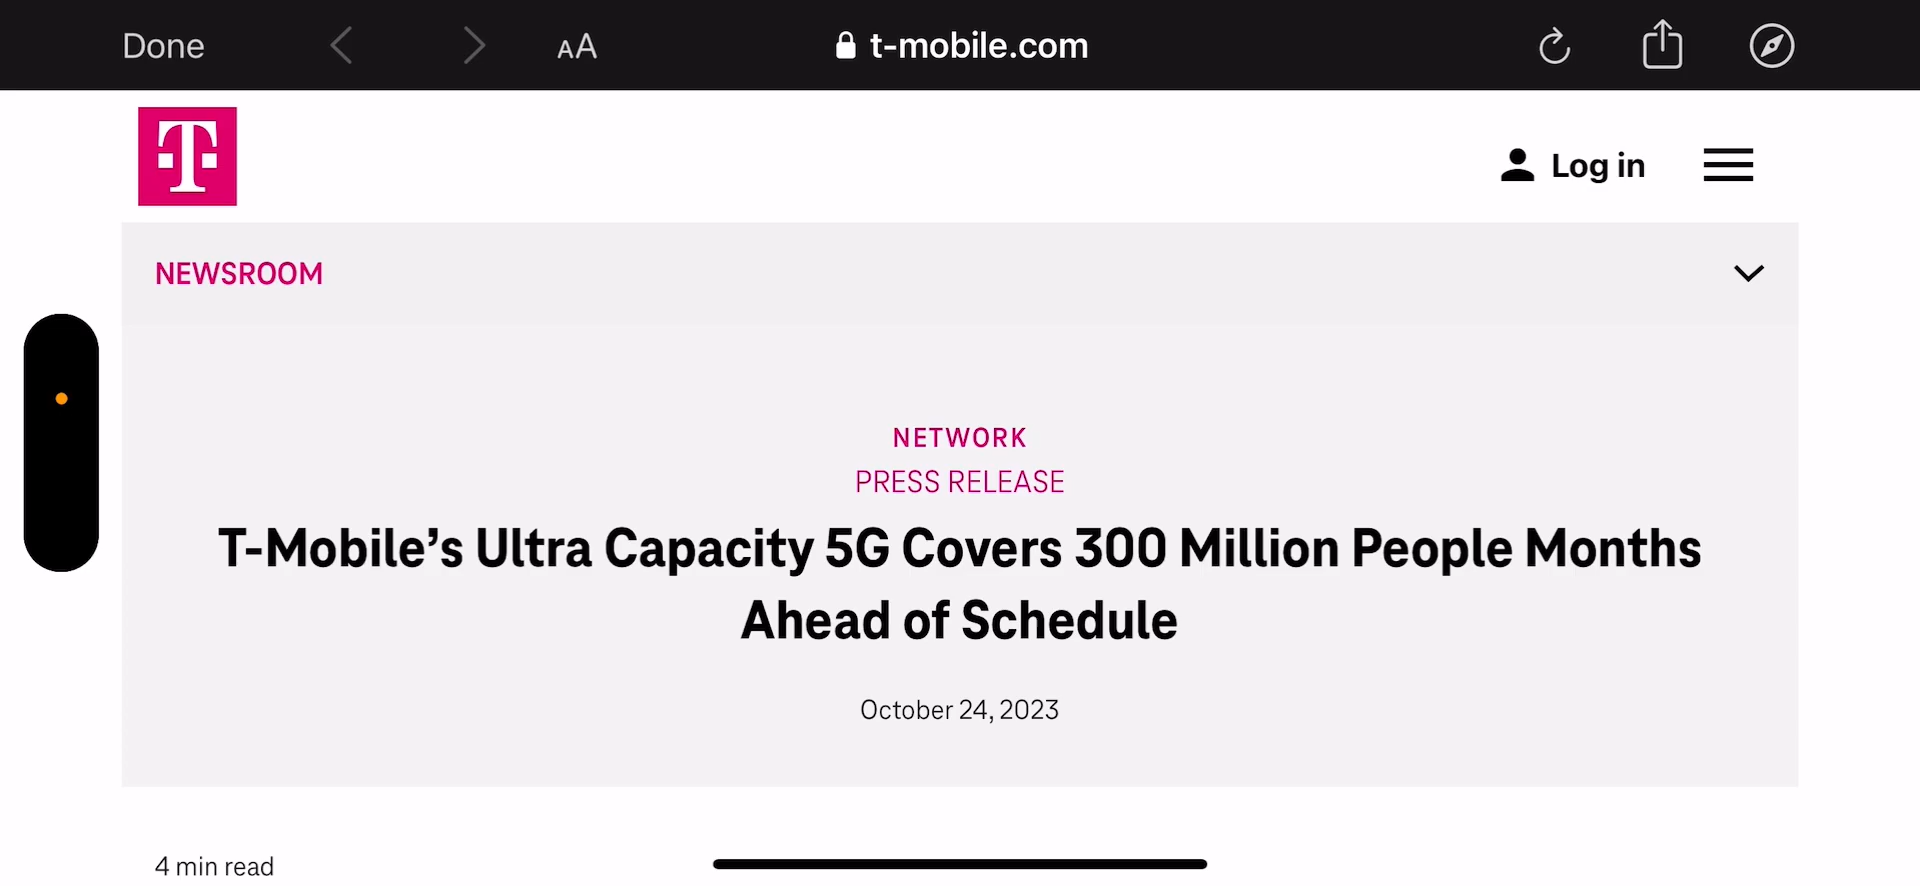 Done
AA
t-mobile.com
T
Log in
NEWSROOM
NETWORK
PRESS RELEASE
T-Mobile’s Ultra Capacity 5G Covers 300 Million People Months
Ahead of Schedule
October 24, 2023
4 min read